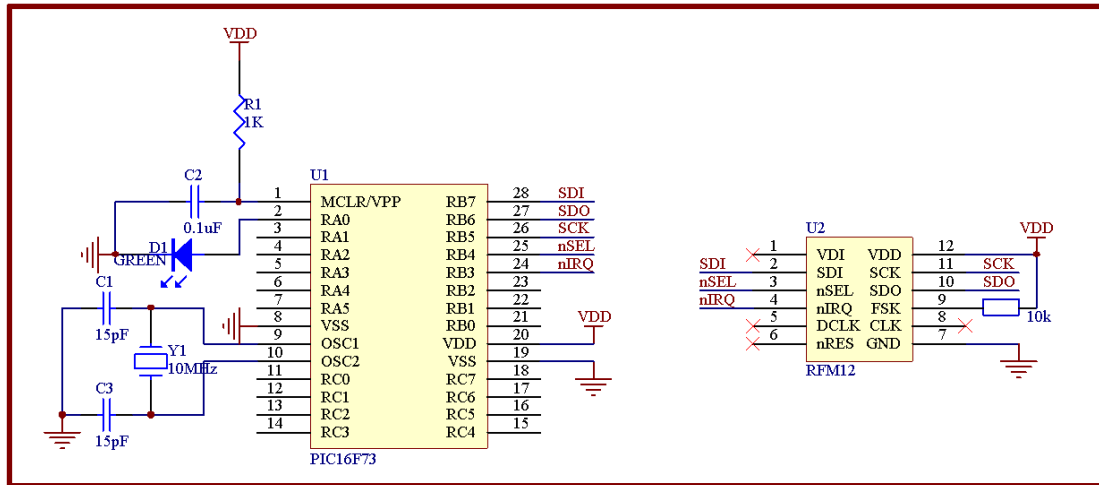 VDD
R1
1K
C2
0.1uF
D1
GREEN
C1
15pF
Y1
10MHz
C3
15pF
U1
1 MCLR/VPP RB7 28 SDI
2 RA0 RB6 27 SDO
3 RA1 RB5 26 SCK
4 RA2 RB4 25 nSEL
5 RA3 RB3 24 nIRQ
6 RA4 RB2 23
7 RA5 RB1 22
8 VSS RB0 21
9 OSC1 VDD 20 VDD
10 OSC2 VSS 19
11 RC0 RC7 18
12 RC1 RC6 17
13 RC2 RC5 16
14 RC3 RC4 15
PIC16F73
U2
VDD
1 VDI VDD 12
SDI 2 SDI SCK 11 SCK
nSEL 3 nSEL SDO 10 SDO
nIRQ 4 nIRQ FSK 9 10k
5 DCLK CLK 8
6 nRES GND 7
RFM12